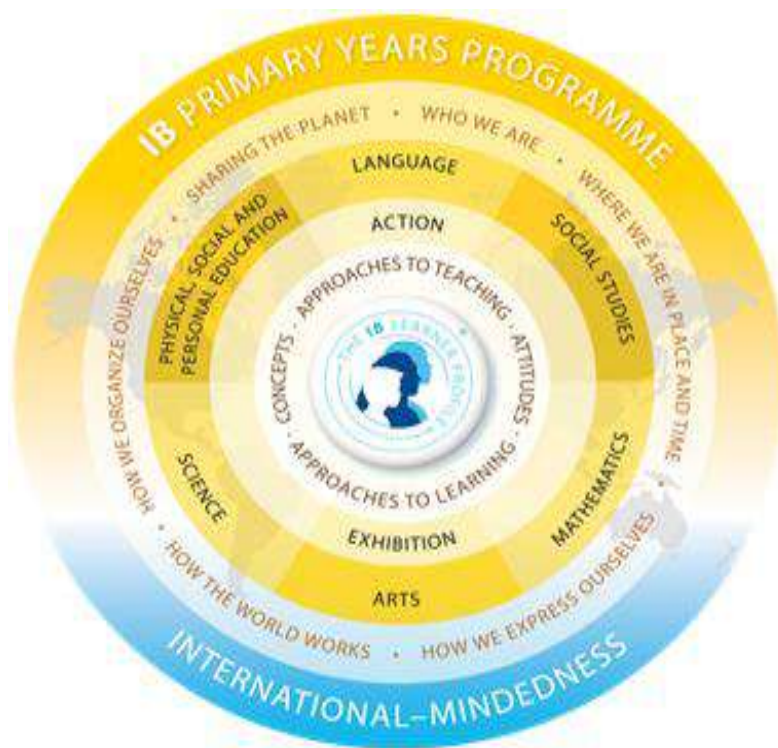 IB PRIMARY YEARS PROGRAMME
SHARING THE PLANET • WHO WE ARE • WHERE WE ARE IN PLACE AND TIME •
HOW WE ORGANIZE OURSELVES •
LANGUAGE
PHYSICAL, SOCIAL AND
PERSONAL EDUCATION
SOCIAL STUDIES
ACTION
CONCEPTS · APPROACHES TO TEACHING · ATTITUDES ·
THE IB LEARNER PROFILE
· APPROACHES TO LEARNING ·
SCIENCE
MATHEMATICS
EXHIBITION
ARTS
• HOW THE WORLD WORKS • HOW WE EXPRESS OURSELVES
INTERNATIONAL–MINDEDNESS